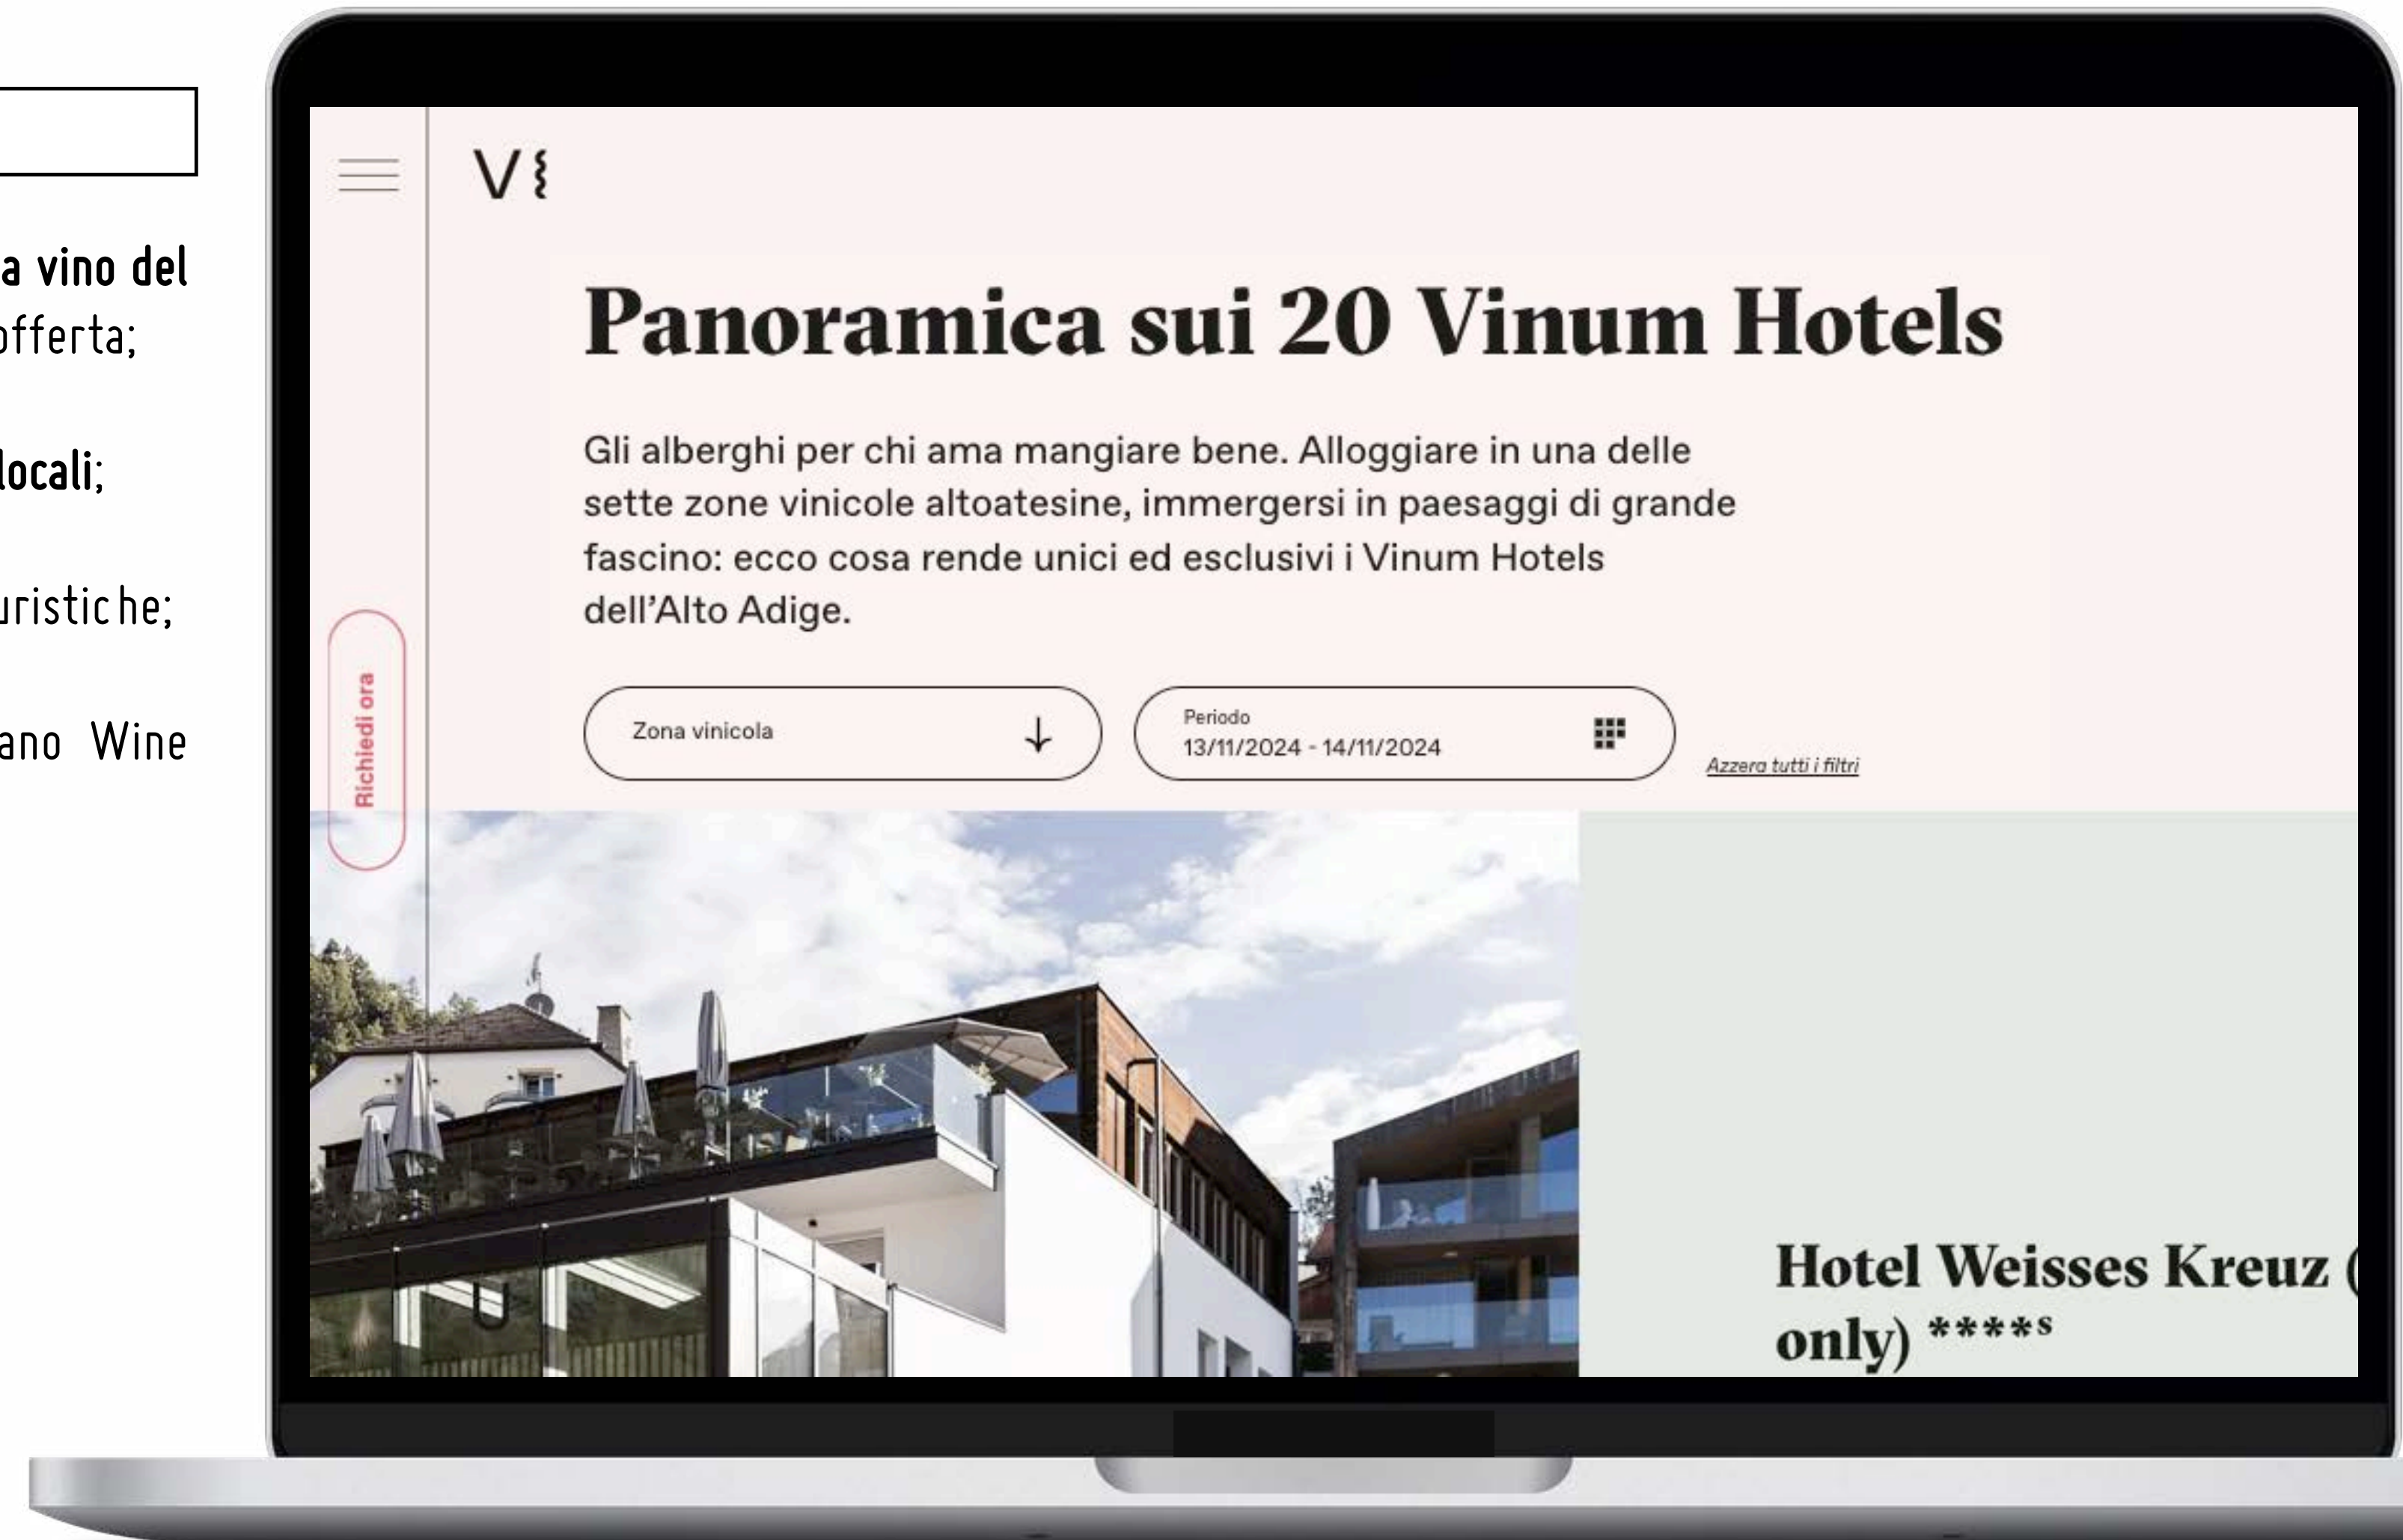 a vino del
offerta;
locali;
uristiche;
ano Wine
Panoramica sui 20 Vinum Hotels
Gli alberghi per chi ama mangiare bene. Alloggiare in una delle
sette zone vinicole altoatesine, immergersi in paesaggi di grande
fascino: ecco cosa rende unici ed esclusivi i Vinum Hotels
dell'Alto Adige.
Richiedi ora
Zona vinicola
Periodo
13/11/2024 - 14/11/2024
Azzera tutti i filtri
Hotel Weisses Kreuz (
only) ****s